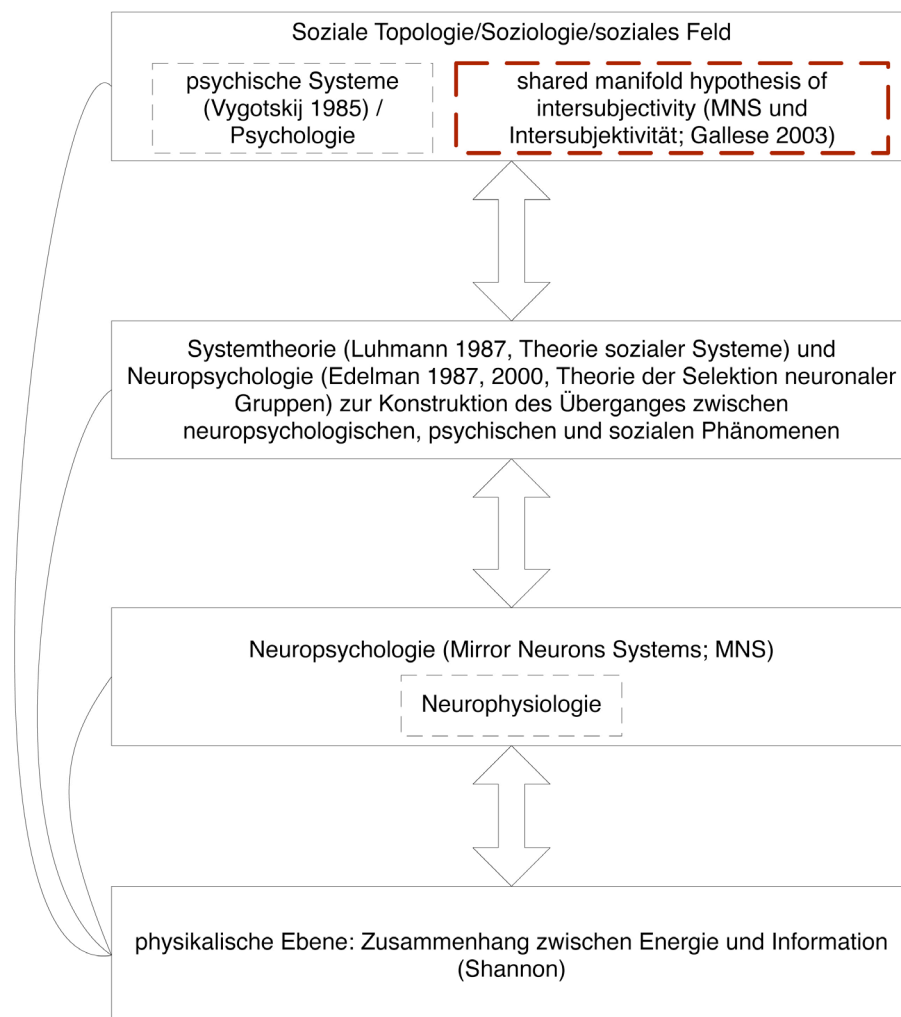 Soziale Topologie/Soziologie/soziales Feld
psychische Systeme
(Vygotskij 1985) /
Psychologie
shared manifold hypothesis of
intersubjectivity (MNS und
Intersubjektivität; Gallese 2003)
Systemtheorie (Luhmann 1987, Theorie sozialer Systeme) und
Neuropsychologie (Edelman 1987, 2000, Theorie der Selektion neuronaler
Gruppen) zur Konstruktion des Überganges zwischen
neuropsychologischen, psychischen und sozialen Phänomenen
Neuropsychologie (Mirror Neurons Systems; MNS)
Neurophysiologie
physikalische Ebene: Zusammenhang zwischen Energie und Information
(Shannon)